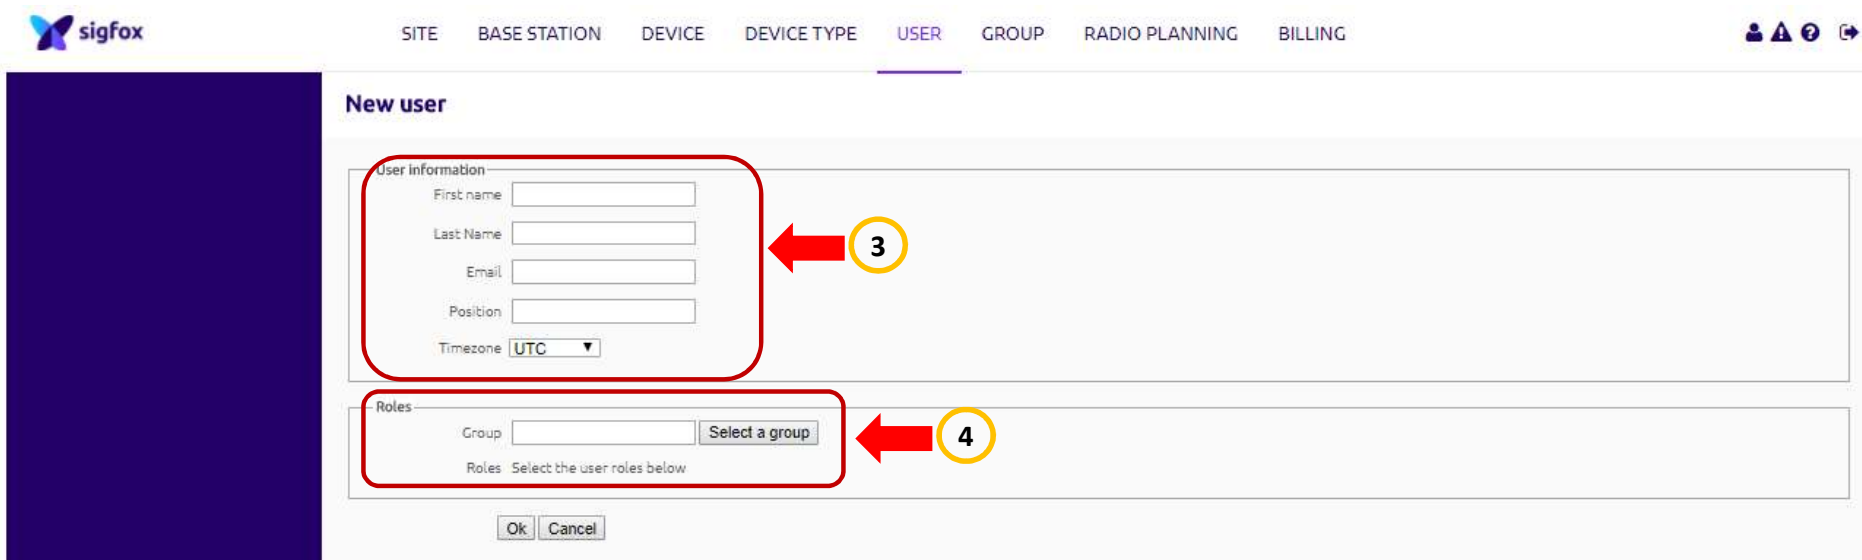 sigfox
SITE BASE STATION DEVICE DEVICE TYPE USER GROUP RADIO PLANNING BILLING
New user
User information
First name
Last Name
3
Email
Position
Timezone UTC
Roles
Group Select a group
4
Roles Select the user roles below
Ok Cancel